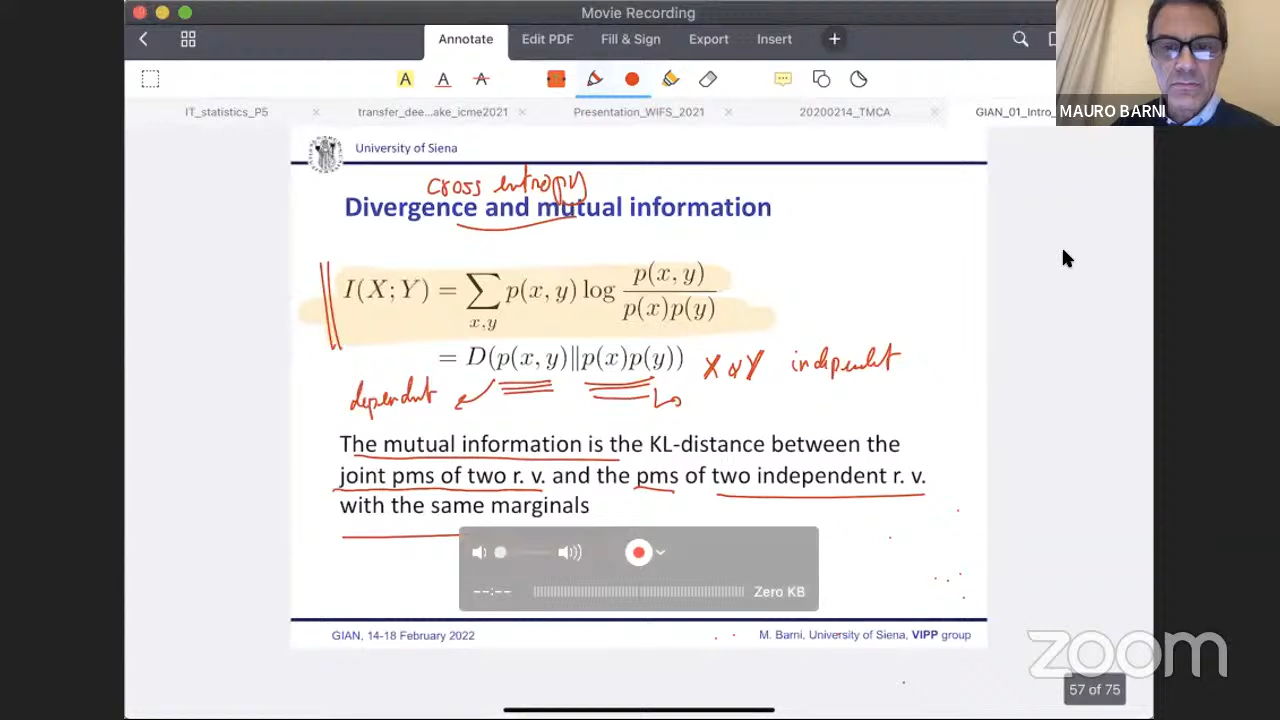 Movie Recording
Annotate Edit PDF Fill & Sign Export Insert +
A A A
MAURO BARNI
IT_statistics_P5 × transfer_dee...ake_icme2021 × Presentation_WIFS_2021 × 20200214_TMCA × GIAN_01_Intro_
University of Siena
cross entropy
Divergence and mutual information
I(X;Y) = ∑x,y p(x,y) log p(x,y) / p(x)p(y)
= D(p(x,y)||p(x)p(y)) X & Y independent
dependent
The mutual information is the KL-distance between the
joint pms of two r. v. and the pms of two independent r. v.
with the same marginals
--:-- Zero KB
GIAN, 14-18 February 2022 M. Barni, University of Siena, VIPP group
zoom
57 of 75